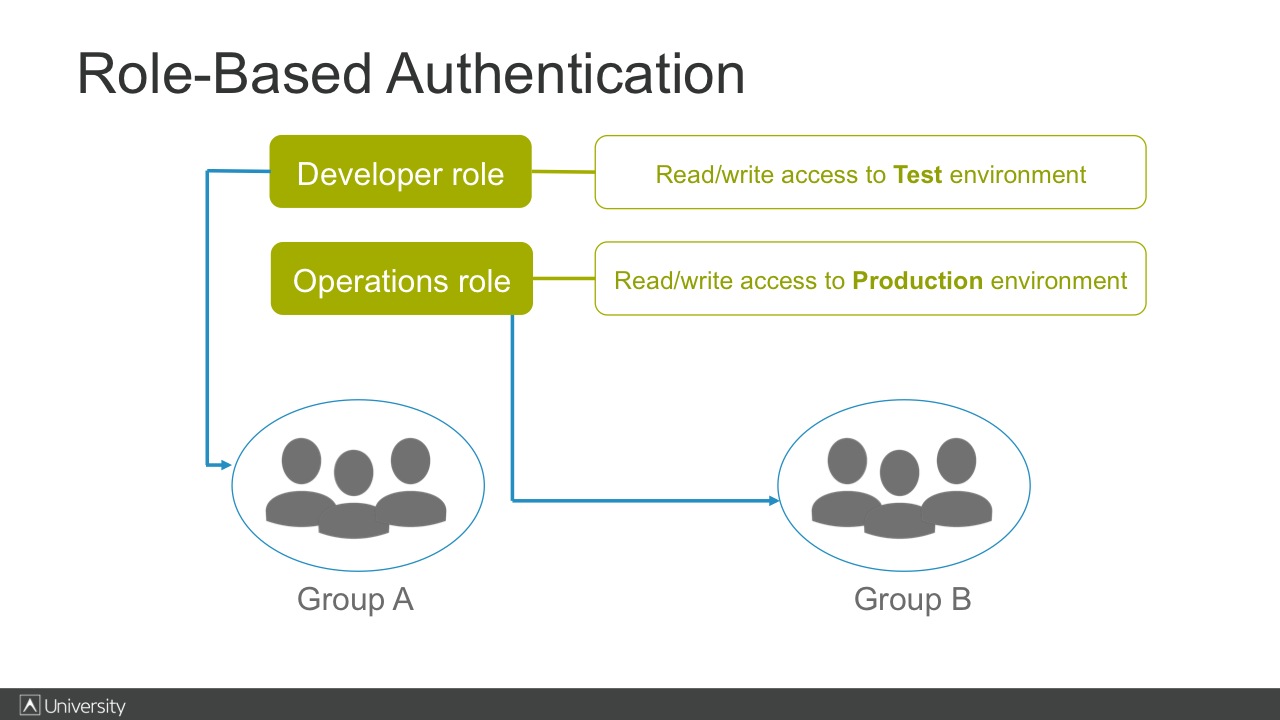 Role-Based Authentication
Developer role
Read/write access to Test environment
Operations role
Read/write access to Production environment
Group A
Group B
University